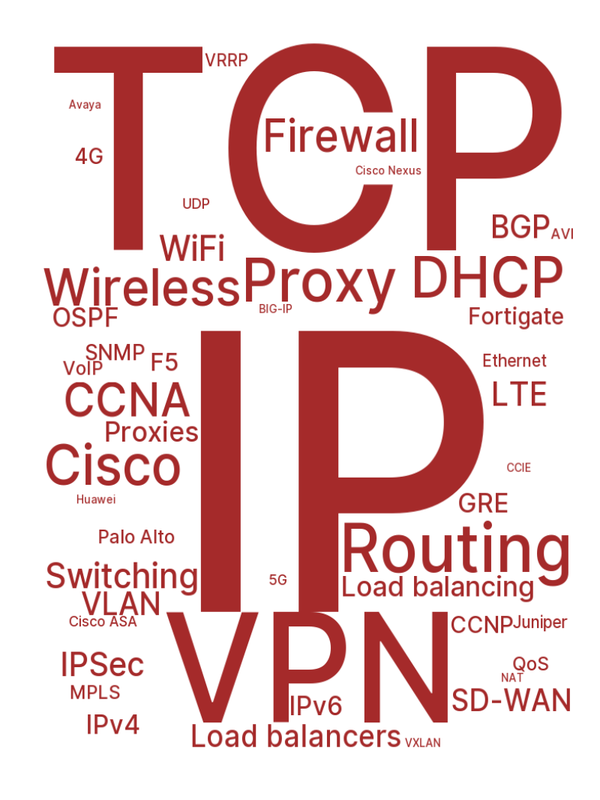 TCP
VRRP
Avaya
Firewall
4G
Cisco Nexus
UDP
BGP
AVI
WiFi
Wireless
Proxy
DHCP
BIG-IP
OSPF
Fortigate
IP
SNMP
F5
VoIP
Ethernet
CCNA
LTE
Proxies
Cisco
CCIE
Huawei
GRE
Palo Alto
Routing
Switching
5G
Load balancing
VLAN
Cisco ASA
VPN
CCNP
Juniper
IPSec
QoS
NAT
MPLS
SD-WAN
IPv6
IPv4
Load balancers
VXLAN